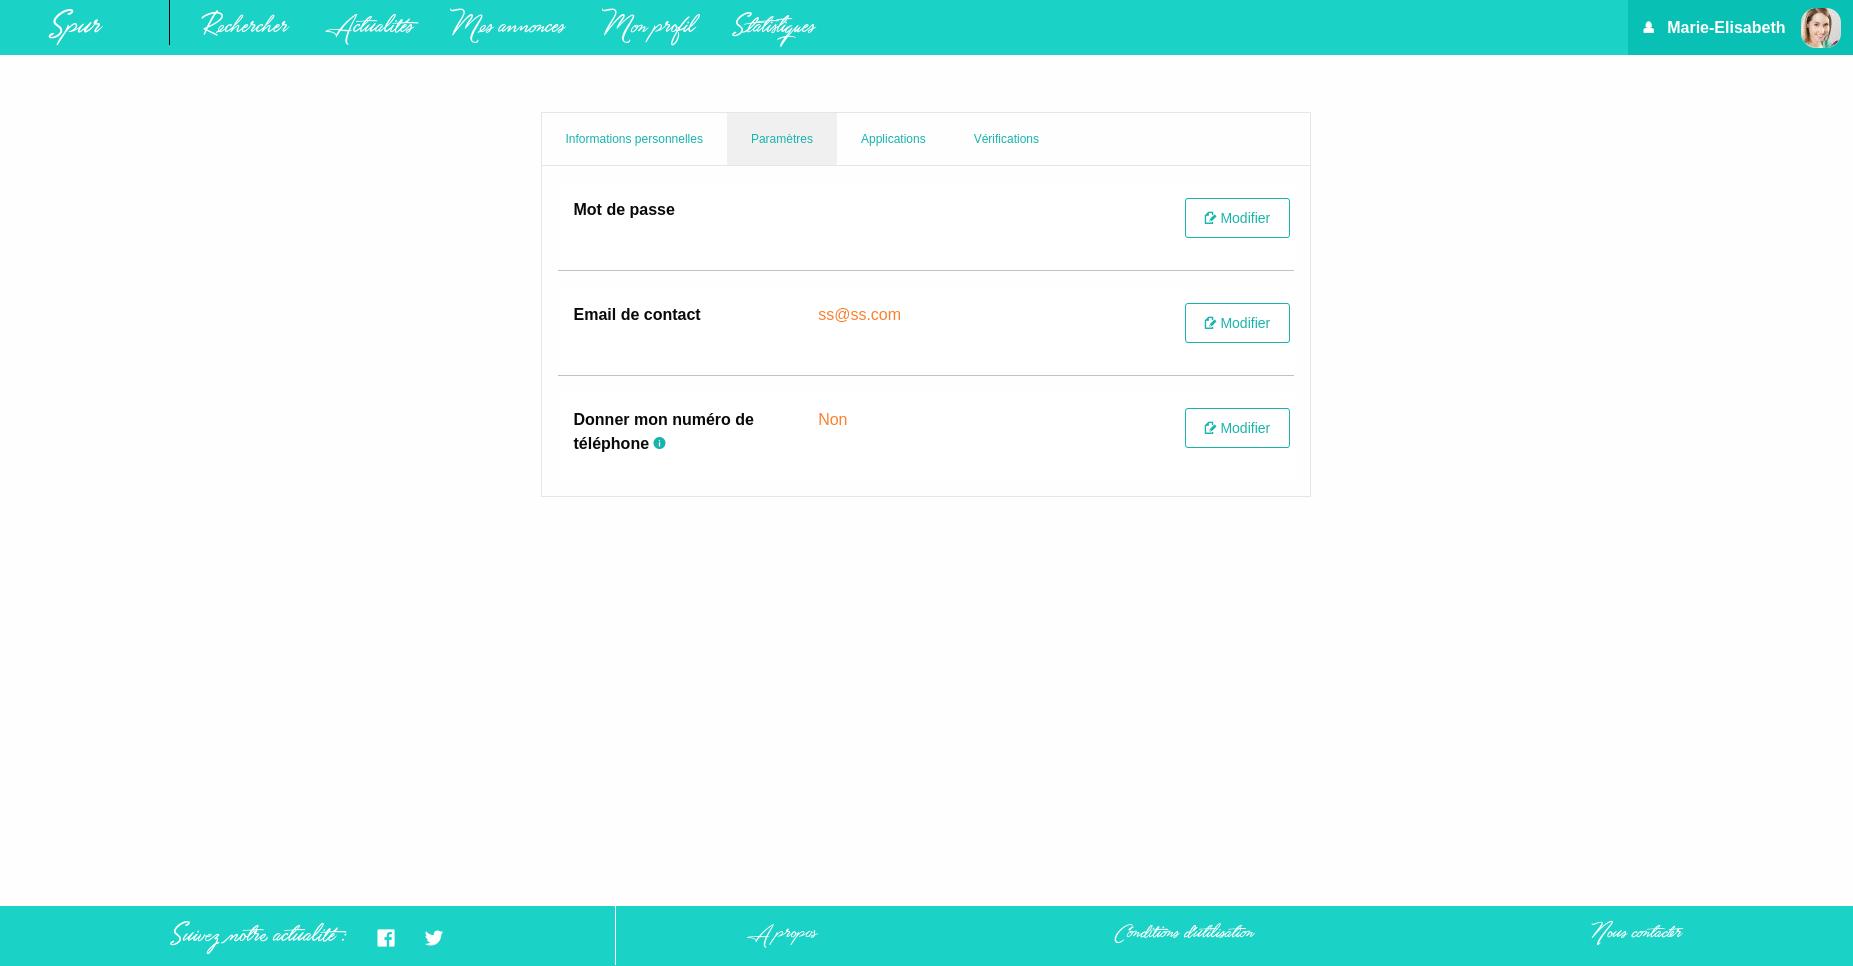 Spur
Rechercher
Actualités
Mes annonces
Mon profil
Statistiques
Marie-Elisabeth
Informations personnelles
Paramètres
Applications
Vérifications
Mot de passe
Modifier
Email de contact
ss@ss.com
Modifier
Donner mon numéro de
téléphone
Non
Modifier
Suivez notre actualité :
A propos
Conditions d'utilisation
Nous contacter